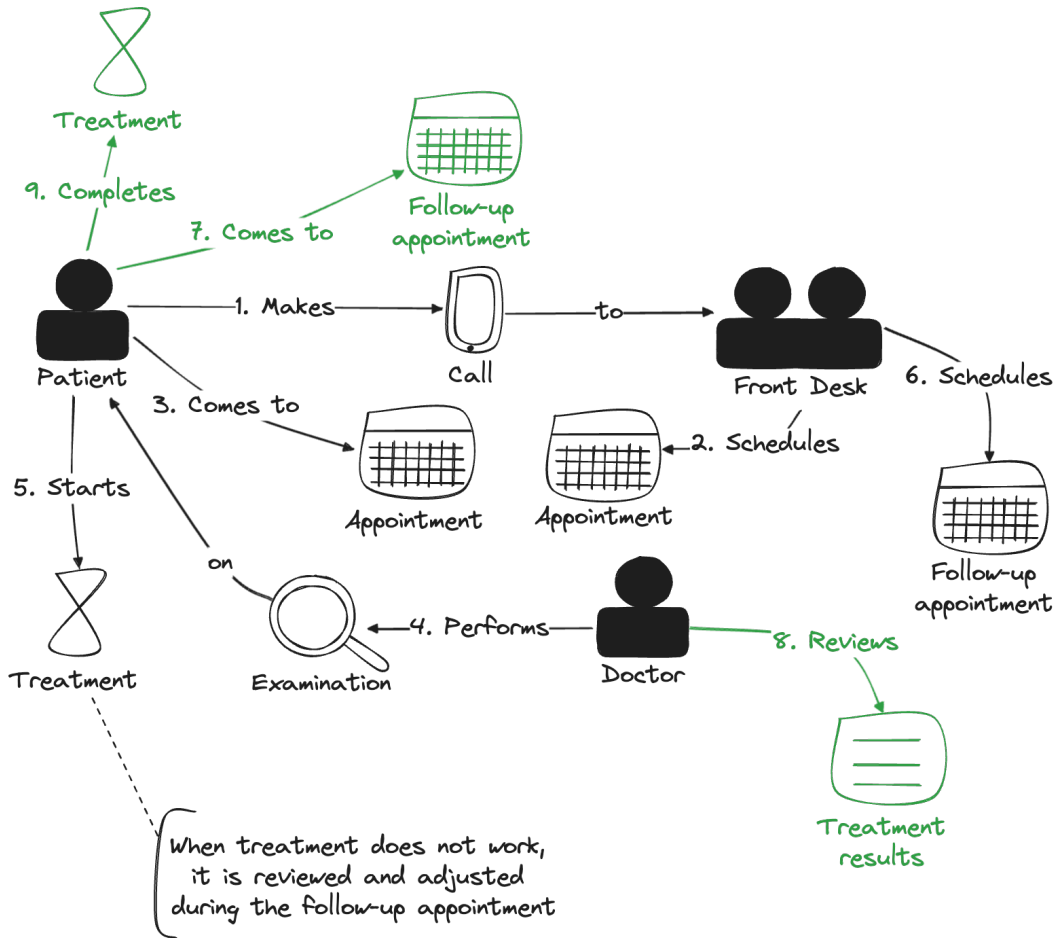 Treatment
9. Completes
Follow-up
appointment
7. Comes to
1. Makes
to
Patient
Call
Front Desk
6. Schedules
3. Comes to
2. Schedules
5. Starts
Appointment
Appointment
on
Follow-up
appointment
4. Performs
8. Reviews
Treatment
Examination
Doctor
Treatment
results
When treatment does not work,
it is reviewed and adjusted
during the follow-up appointment